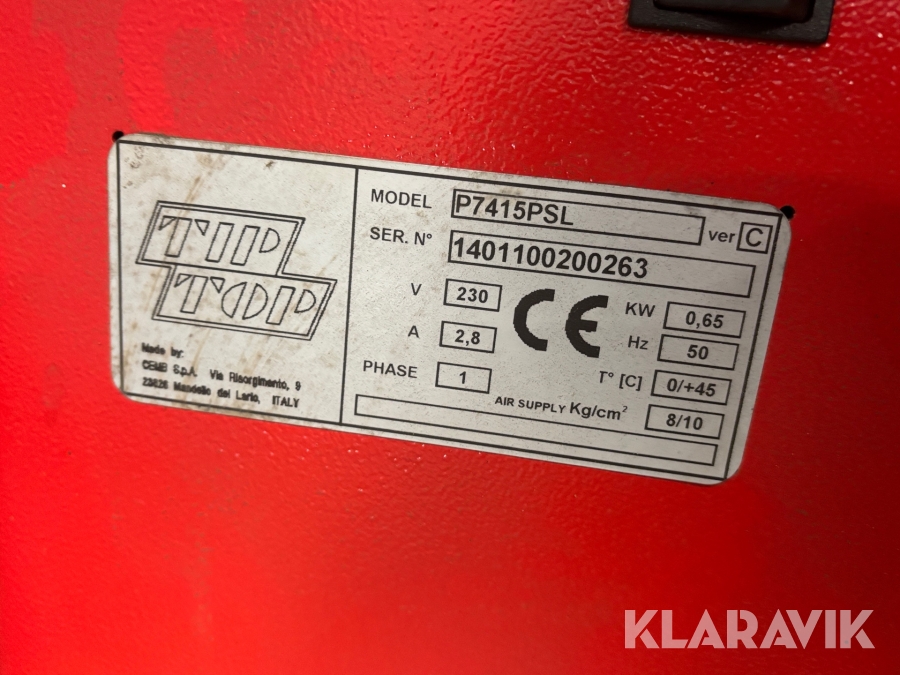 TIP
TOP
Made by:
CEMB S.p.A. Via Risorgimento, 9
23826 Mandello del Lario, ITALY
MODEL P7415PSL ver C
SER. N° 1401100200263
V 230
A 2,8
PHASE 1
CE
KW 0,65
Hz 50
T° [C] 0/+45
AIR SUPPLY Kg/cm² 8/10
KLARAVIK